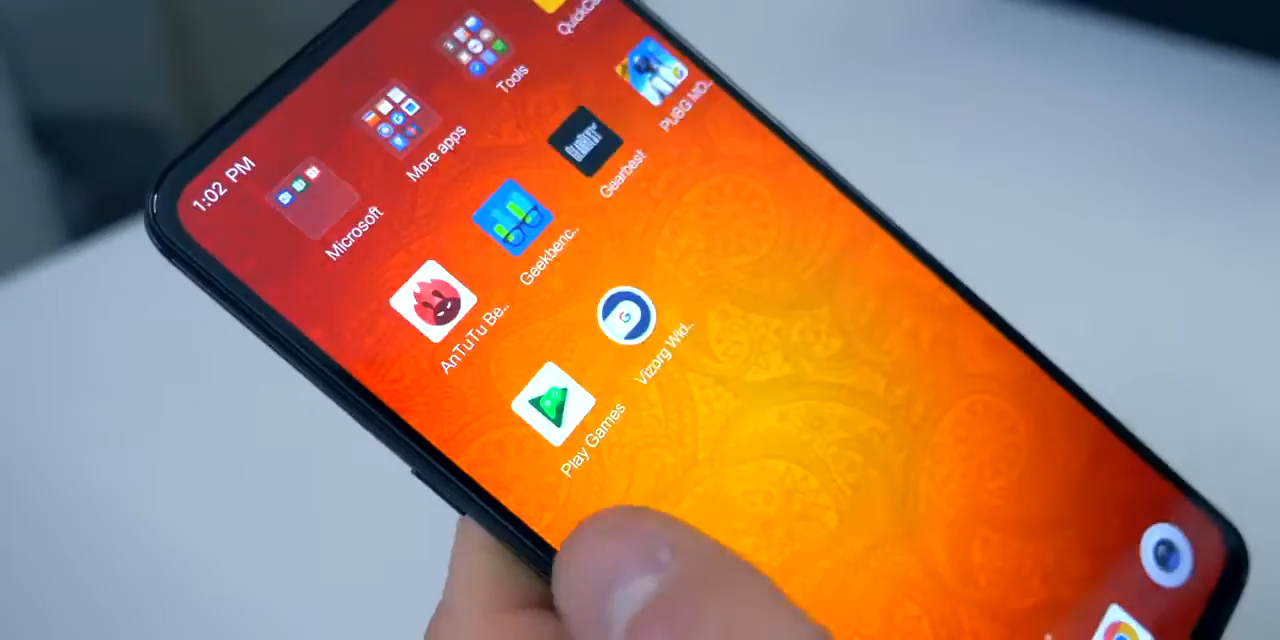 1:02 PM
Microsoft
More apps
Tools
AnTuTu Be..
Geekbenc..
Gearbest
PUBG MO..
Play Games
Vizorg Wid..